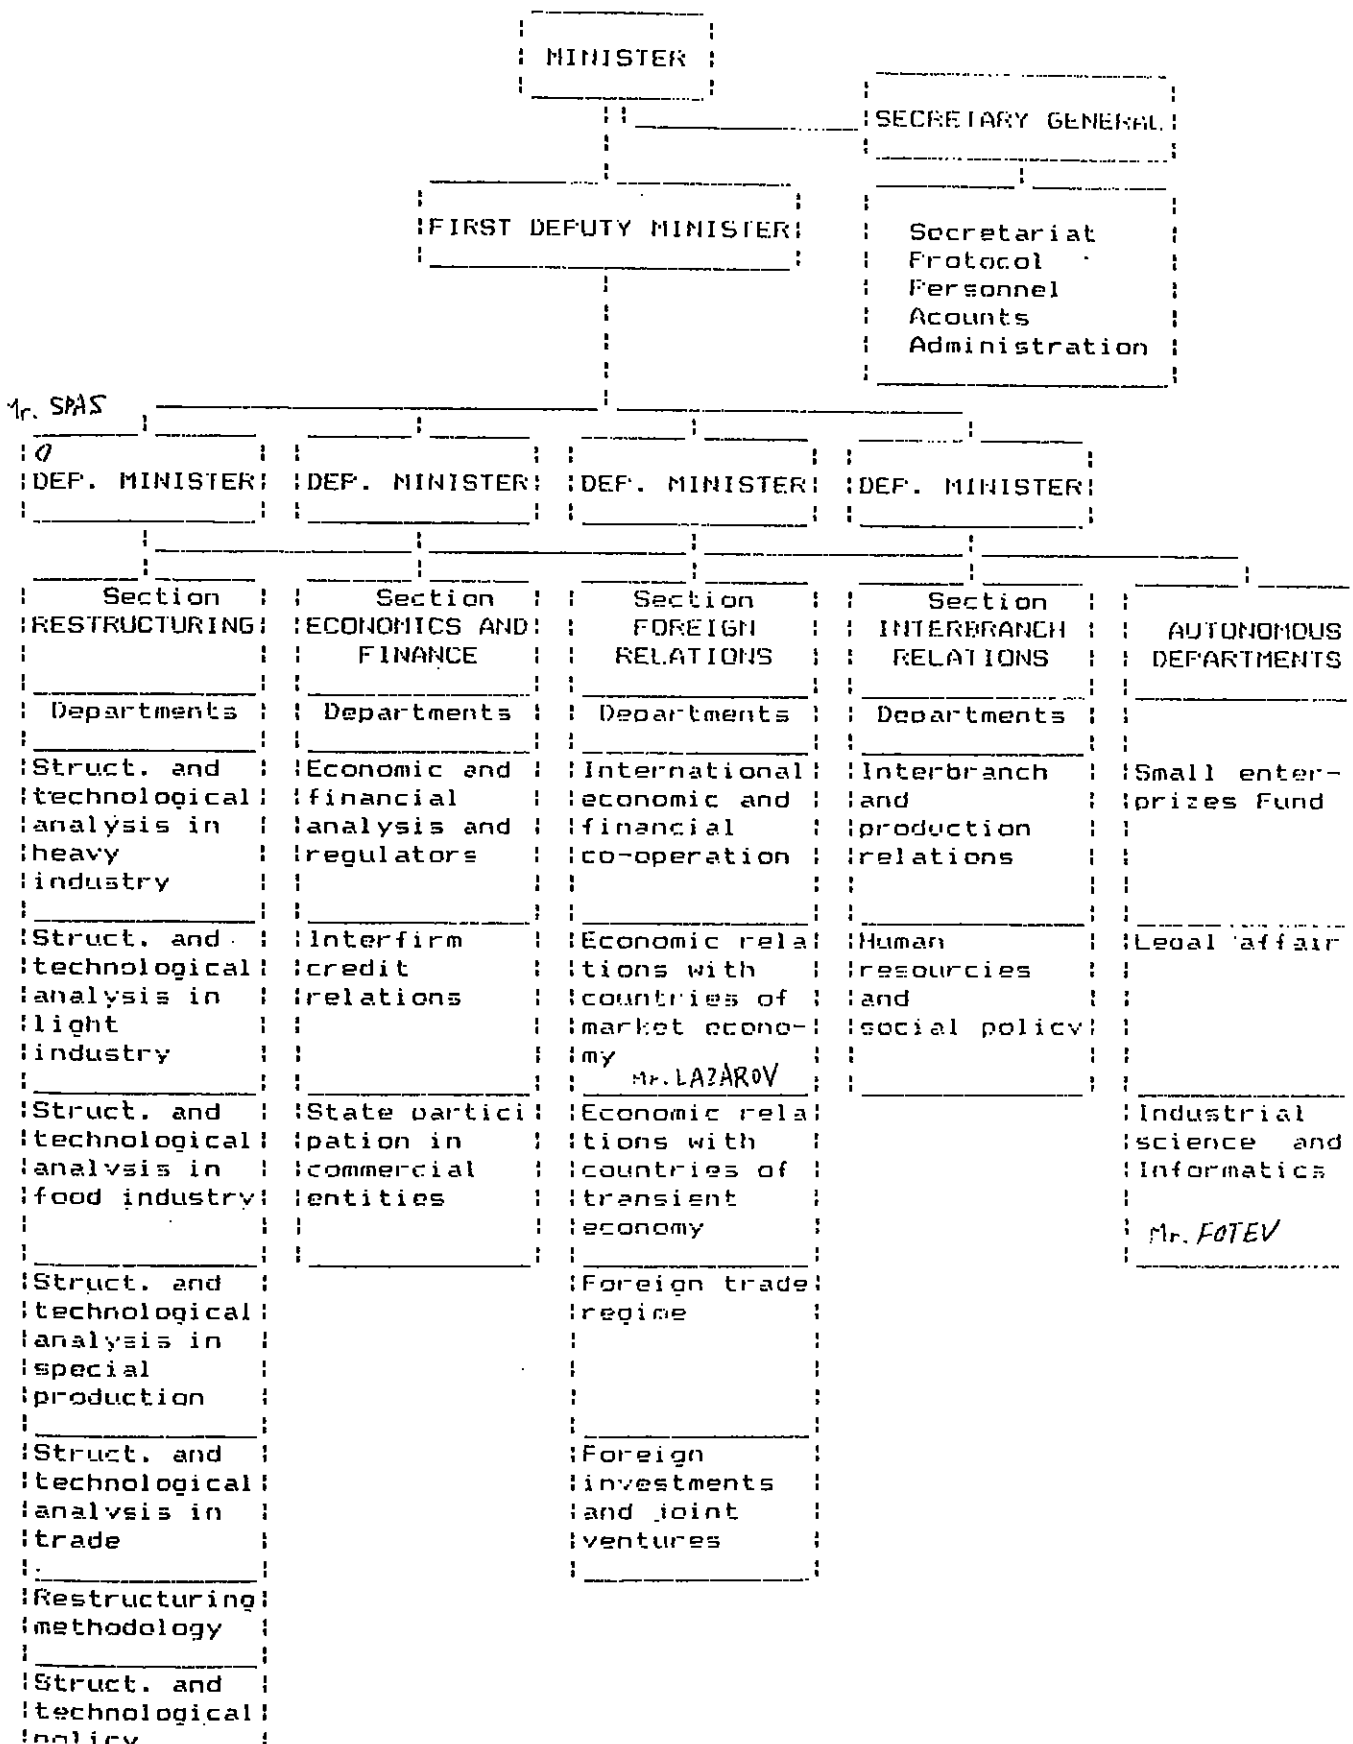 MINISTER
SECRETARY GENERAL
FIRST DEPUTY MINISTER
Secretariat
Protocol
Personnel
Acounts
Administration
Mr. SPAS
DEP. MINISTER
DEP. MINISTER
DEP. MINISTER
DEP. MINISTER
Section
RESTRUCTURING
Departments
Struct. and
technological
analysis in
heavy
industry
Struct. and
technological
analysis in
light
industry
Struct. and
technological
analysis in
food industry
Struct. and
technological
analysis in
special
production
Struct. and
technological
analysis in
trade
Restructuring
methodology
Struct. and
technological
policy
Section
ECONOMICS AND
FINANCE
Departments
Economic and
financial
analysis and
regulators
Interfirm
credit
relations
State partici
pation in
commercial
entities
Section
FOREIGN
RELATIONS
Departments
International
economic and
financial
co-operation
Economic rela
tions with
countries of
market econo-
my
Mr. LAZAROV
Economic rela
tions with
countries of
transient
economy
Foreign trade
regime
Foreign
investments
and joint
ventures
Section
INTERBRANCH
RELATIONS
Departments
Interbranch
and
production
relations
Human
resourcies
and
social policy
AUTONOMOUS
DEPARTMENTS
Small enter-
prizes Fund
Legal affair
Industrial
science and
Informatics
Mr. FOTEV